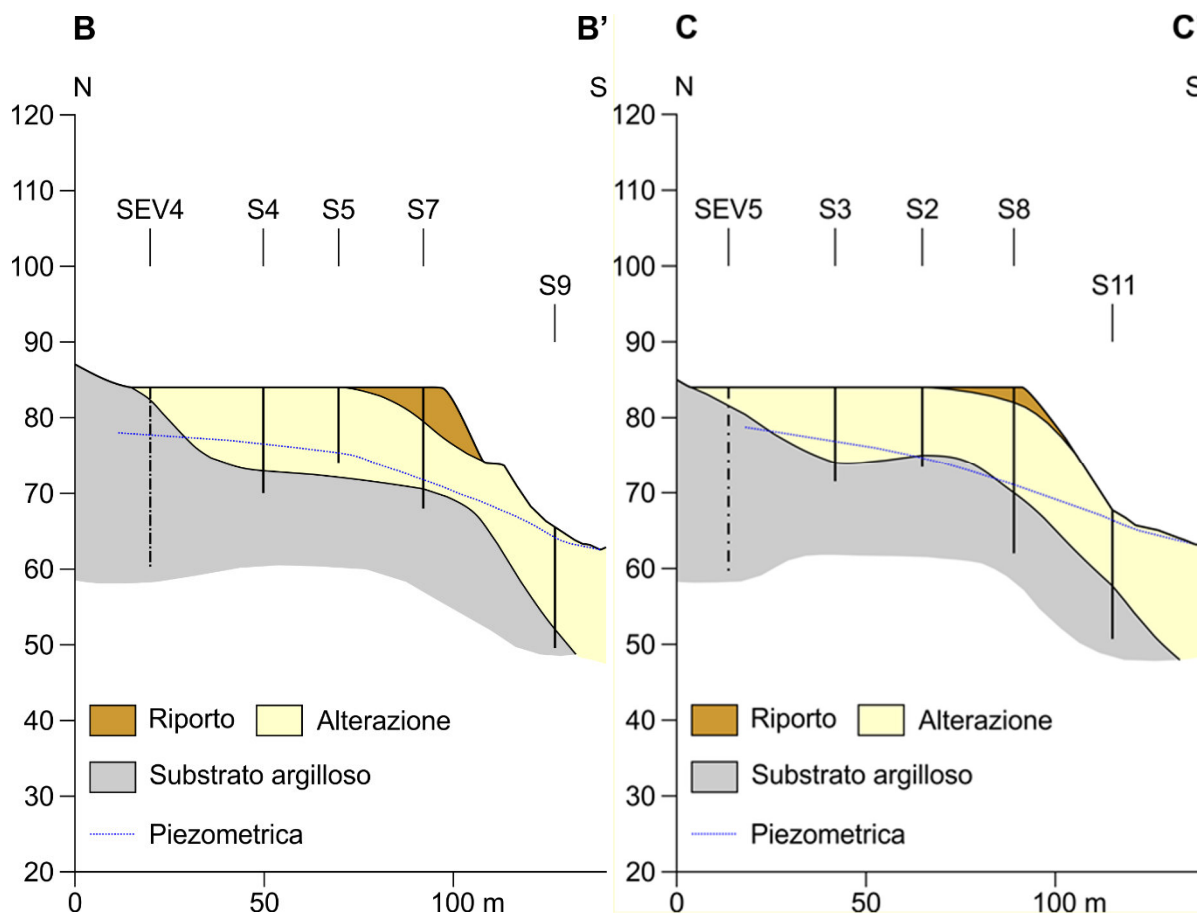 B B'
N S
120
110
SEV4 S4 S5 S7
100
S9
90
80
70
60
50
40
Riporto Alterazione
Substrato argilloso
30
Piezometrica
20
0 50 100 m
C C'
N S
120
110
SEV5 S3 S2 S8
100
S11
90
80
70
60
50
40
Riporto Alterazione
Substrato argilloso
30
Piezometrica
20
0 50 100 m